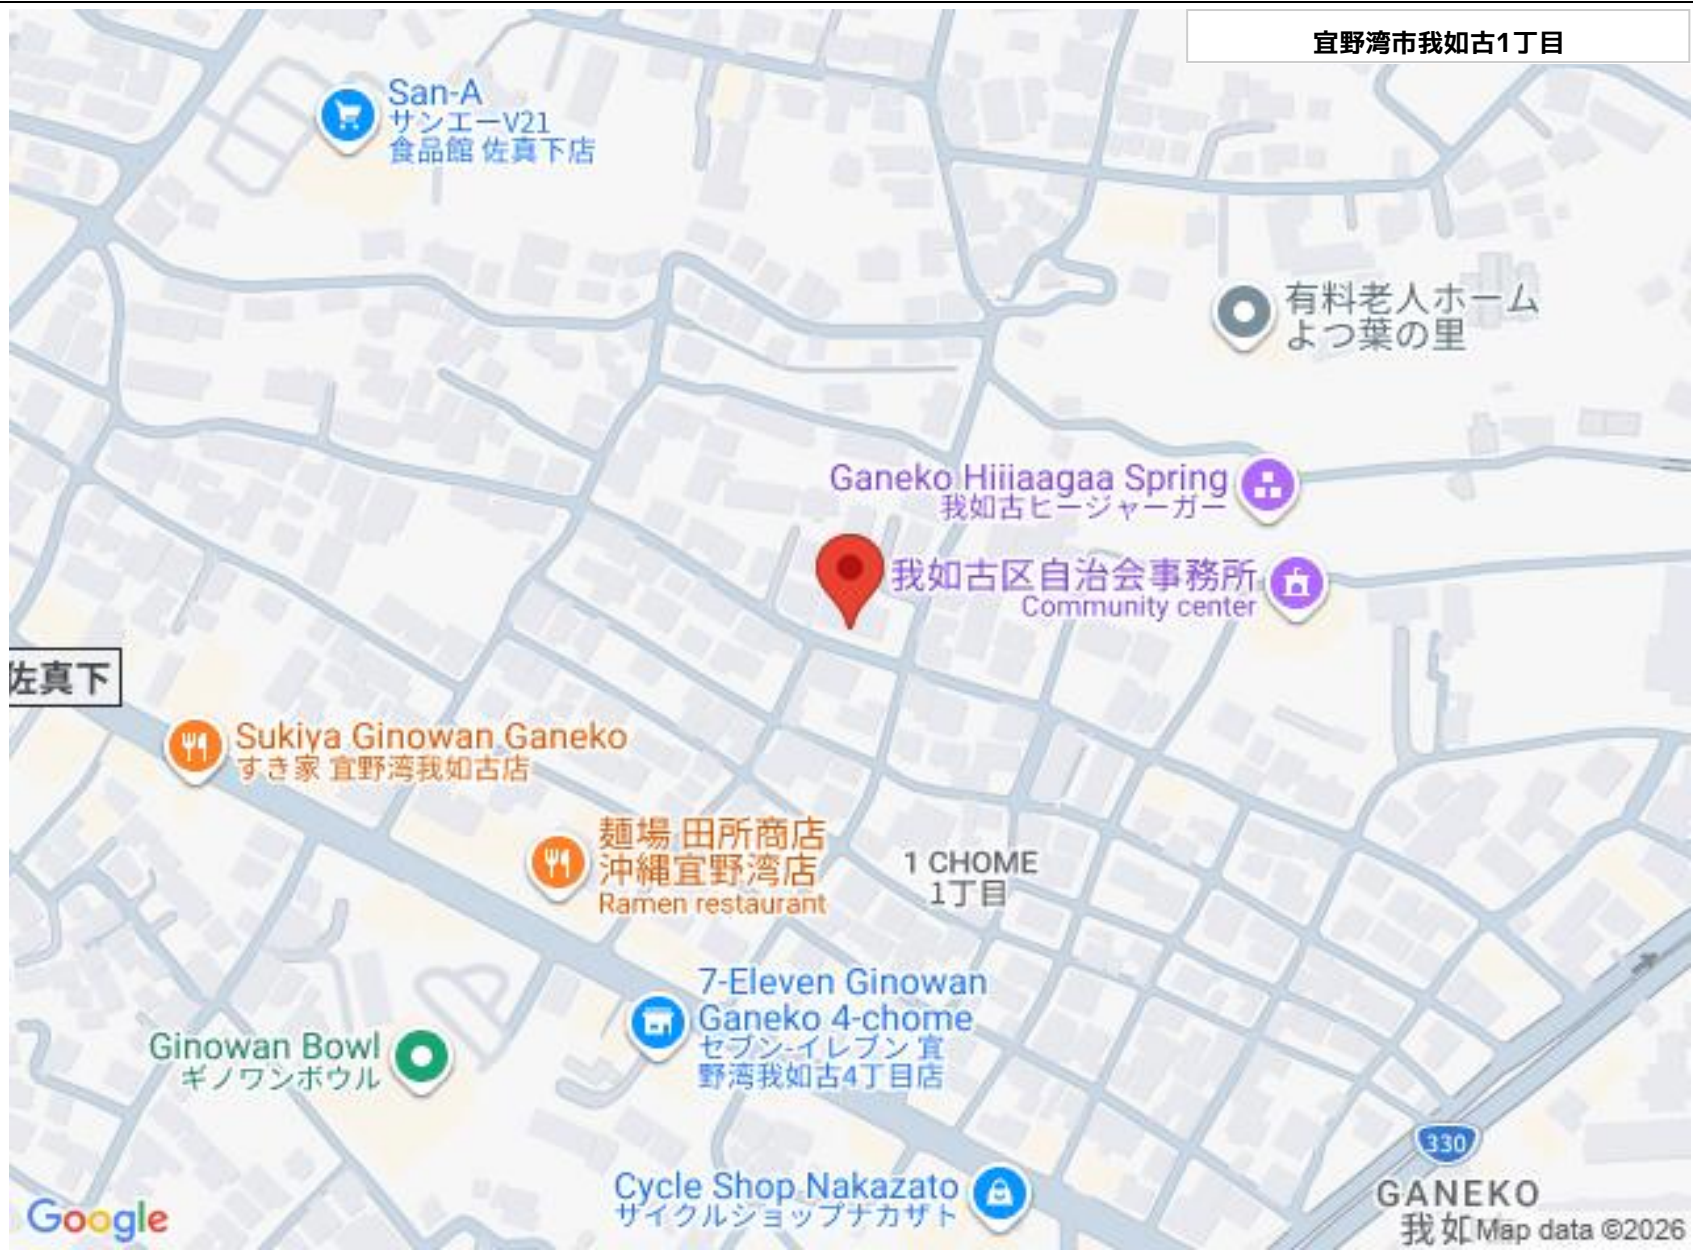 宜野湾市我如古1丁目
San-A
サンエーV21
食品館 佐真下店
有料老人ホーム
よつ葉の里
Ganeko Hiiiaagaa Spring
我如古ヒージャーガー
我如古区自治会事務所
Community center
佐真下
Sukiya Ginowan Ganeko
すき家 宜野湾我如古店
麺場 田所商店
沖縄宜野湾店
Ramen restaurant
1 CHOME
1丁目
7-Eleven Ginowan
Ganeko 4-chome
セブン-イレブン 宜
野湾我如古4丁目店
Ginowan Bowl
ギノワンボウル
330
Cycle Shop Nakazato
サイクルショップナカザト
GANEKO
我如
Google
Map data ©2026